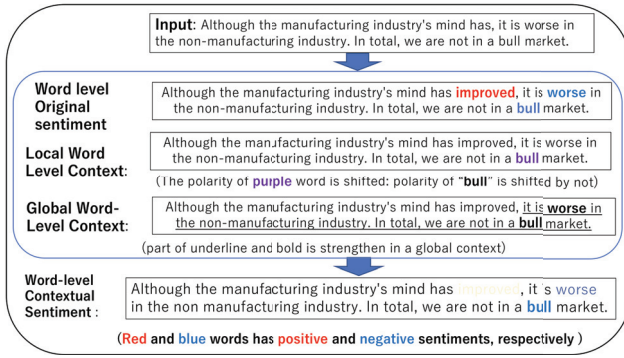 Input: Although the manufacturing industry's mind has, it is worse in
the non-manufacturing industry. In total, we are not in a bull market.
Word level
Original
sentiment
Although the manufacturing industry's mind has improved, it is worse in
the non-manufacturing industry. In total, we are not in a bull market.
Local Word
Level Context:
Although the manufacturing industry's mind has improved, it is worse in
the non-manufacturing industry. In total, we are not in a bull market.
(The polarity of purple word is shifted: polarity of "bull" is shifted by not)
Global Word-
Level Context:
Although the manufacturing industry's mind has improved, it is worse in
the non-manufacturing industry. In total, we are not in a bull market.
(part of underline and bold is strengthen in a global context)
Word-level
Contextual
Sentiment :
Although the manufacturing industry's mind has improved, it 's worse
in the non manufacturing industry. In total, we are not in a bull market.
(Red and blue words has positive and negative sentiments, respectively )